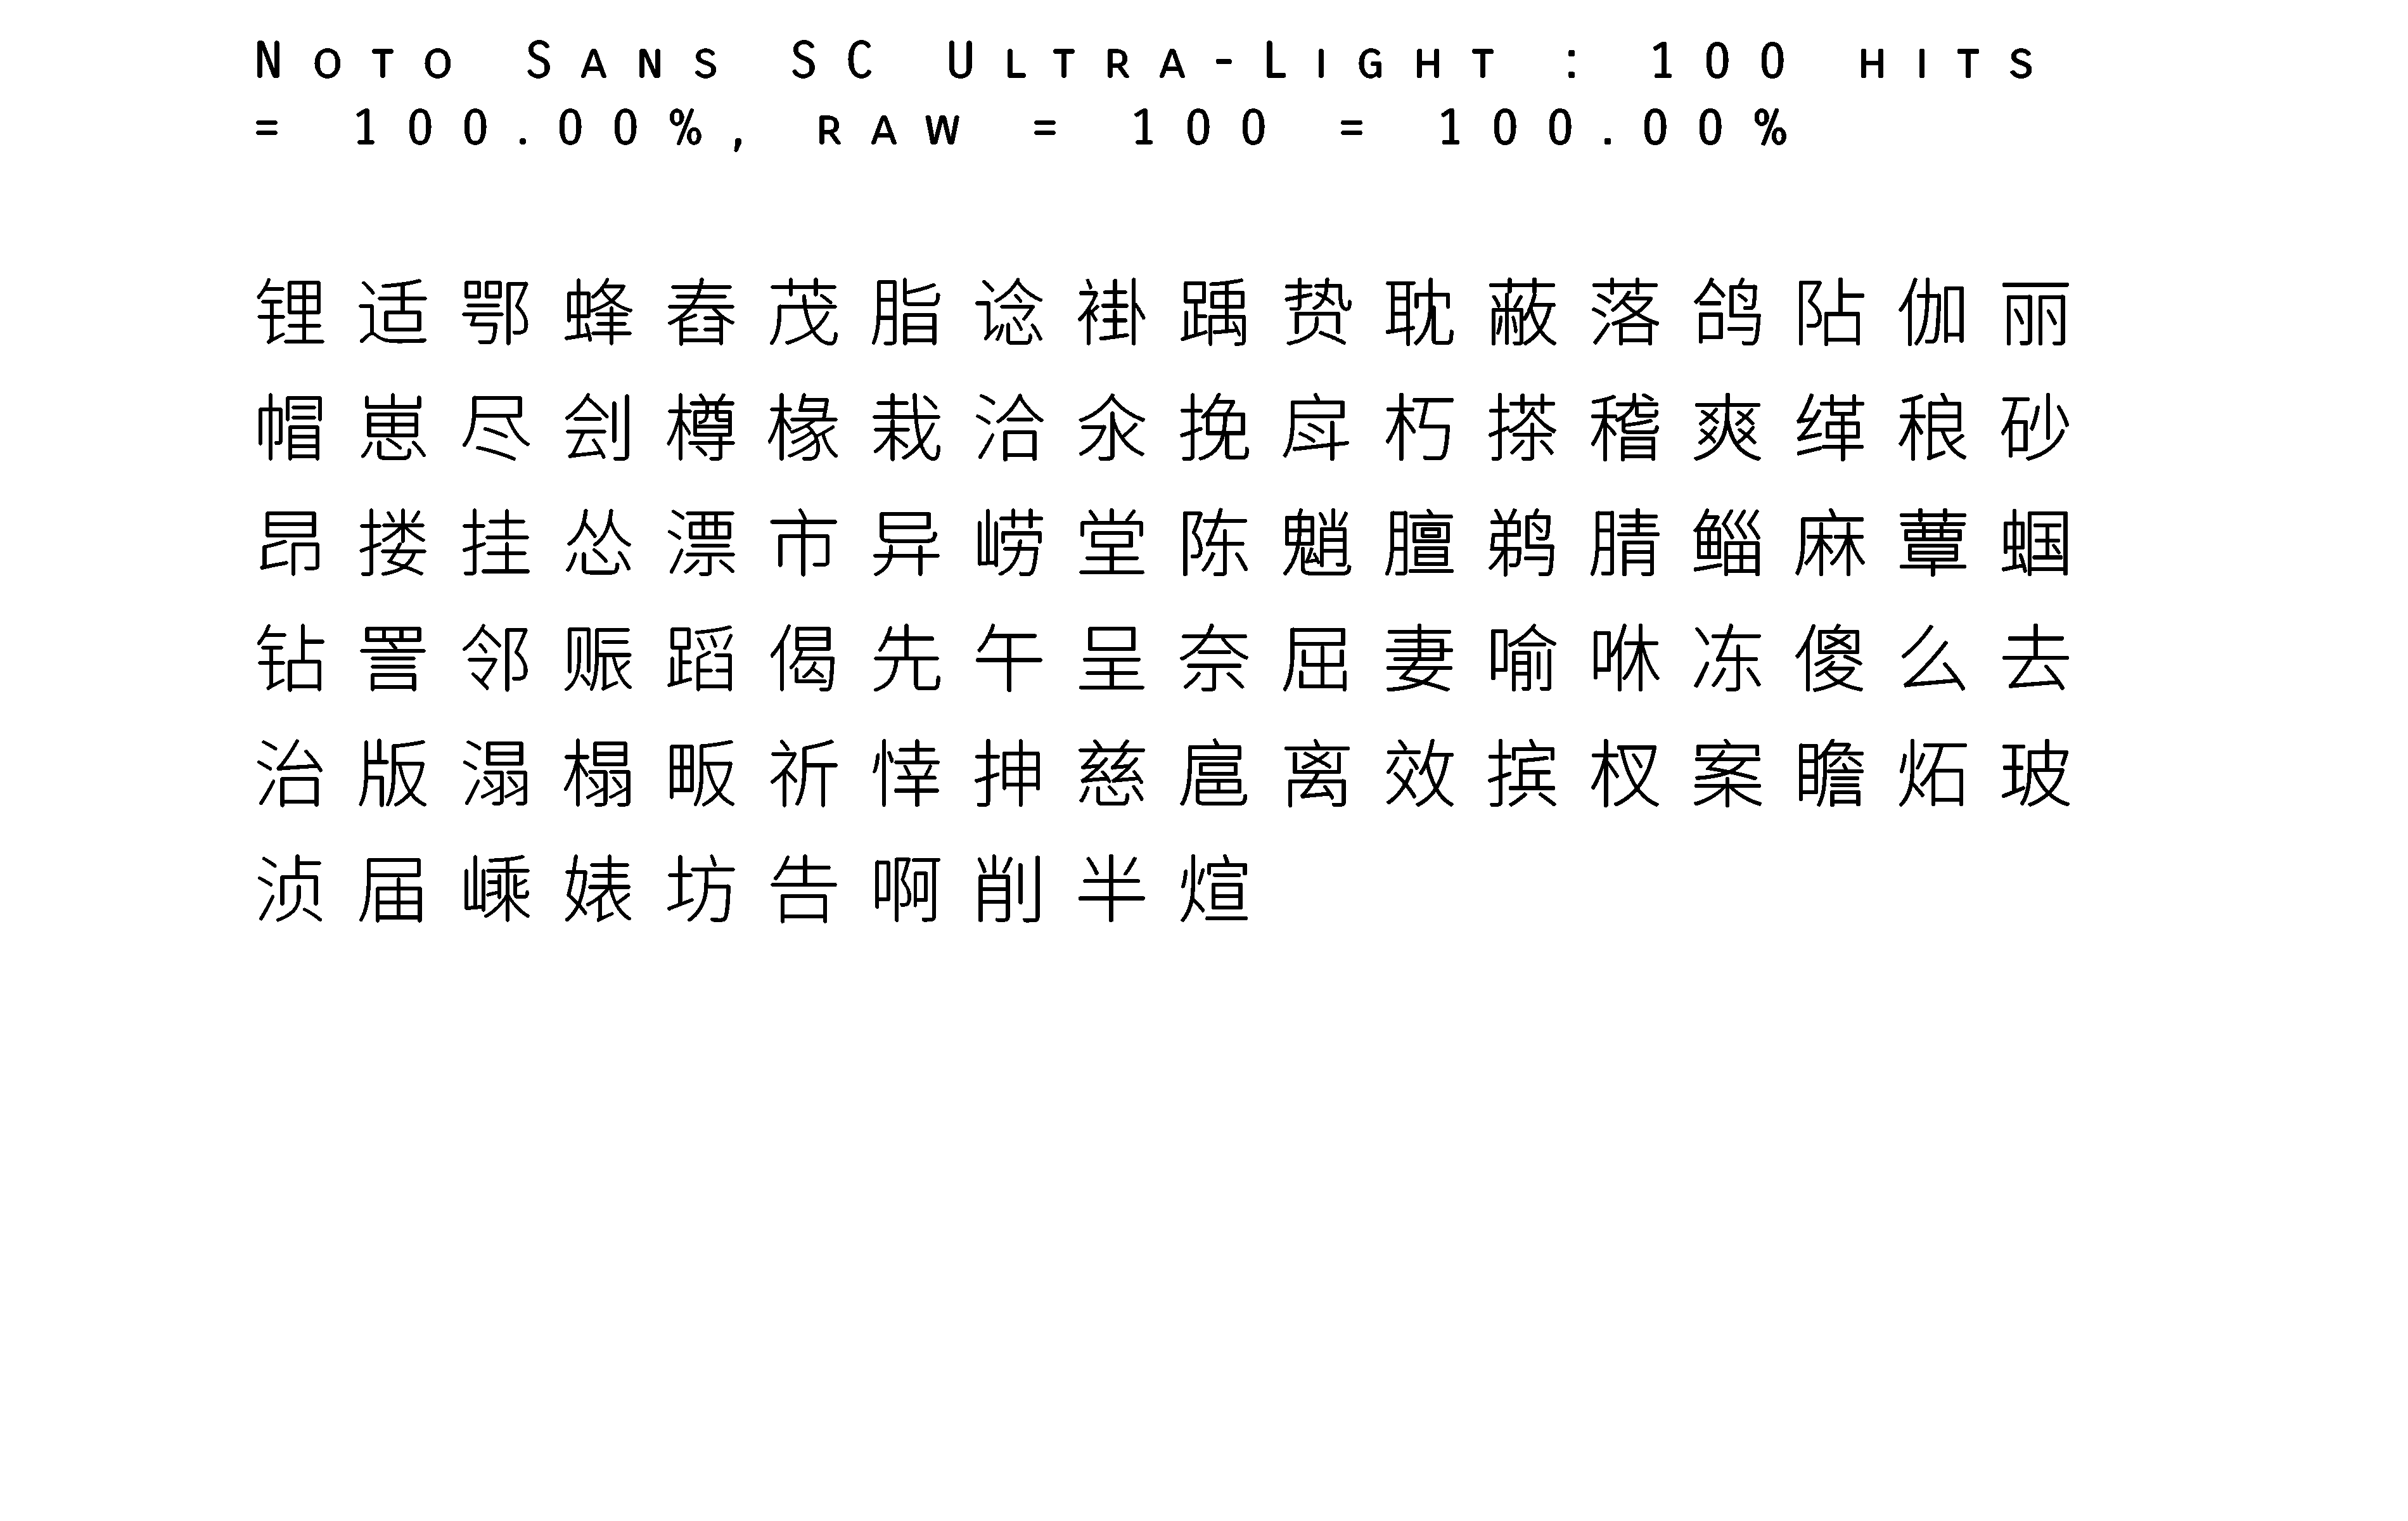 Noto Sans SC Ultra-Light : 100 hits
= 100.00%, raw = 100 = 100.00%
锂适鄂蜂舂茂脂谂褂踽贽耽蔽落鸽阽伽丽
帽崽尽刽樽椽栽洽汆挽戽朽搽稽爽缂稂砂
昂搂挂怂漂市异崂堂陈魈膻鹈腈鲻麻蕈蝈
钻詈邻赈蹈偈先午呈奈屈妻喻咻冻傻么去
治版溻榻畈祈悻抻慈扈离效摈杈案瞻炻玻
浈届嵊婊坊告啊削半煊